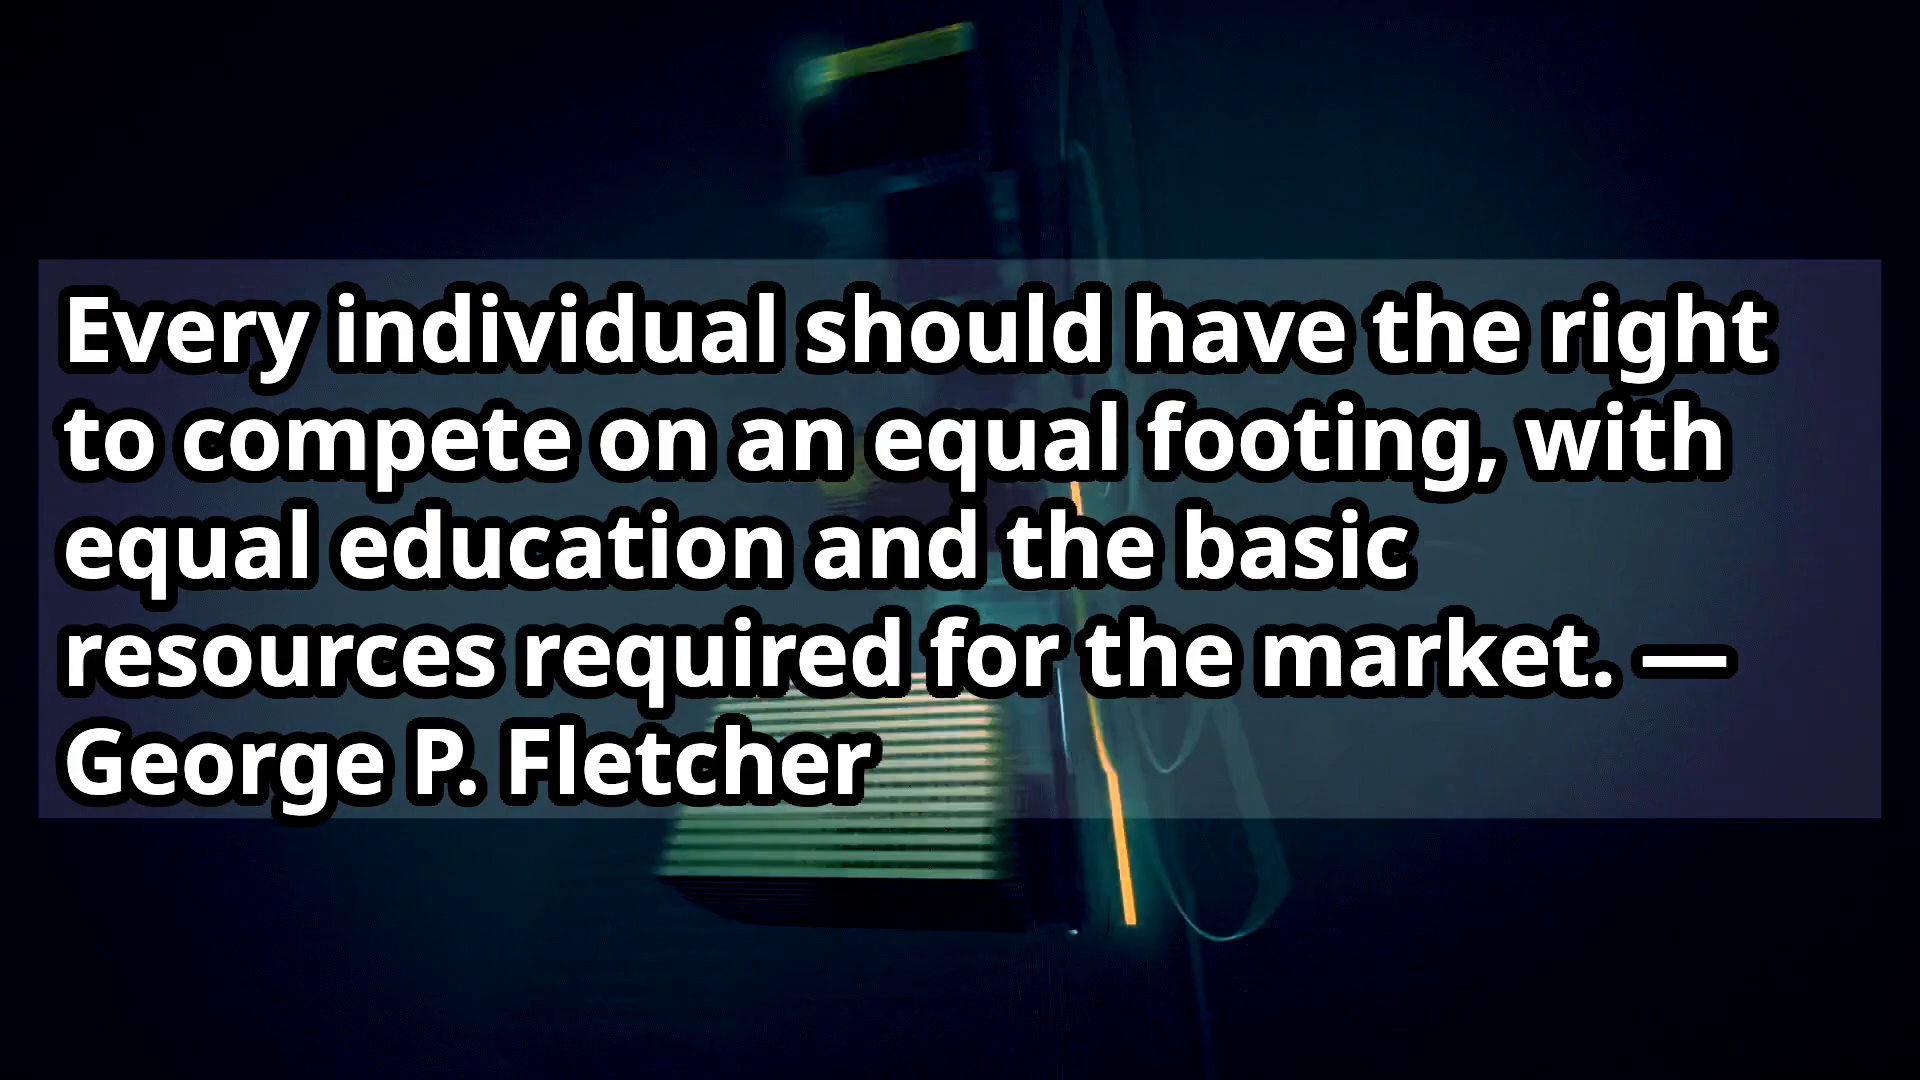 Every individual should have the right
to compete on an equal footing, with
equal education and the basic
resources required for the market. —
George P. Fletcher